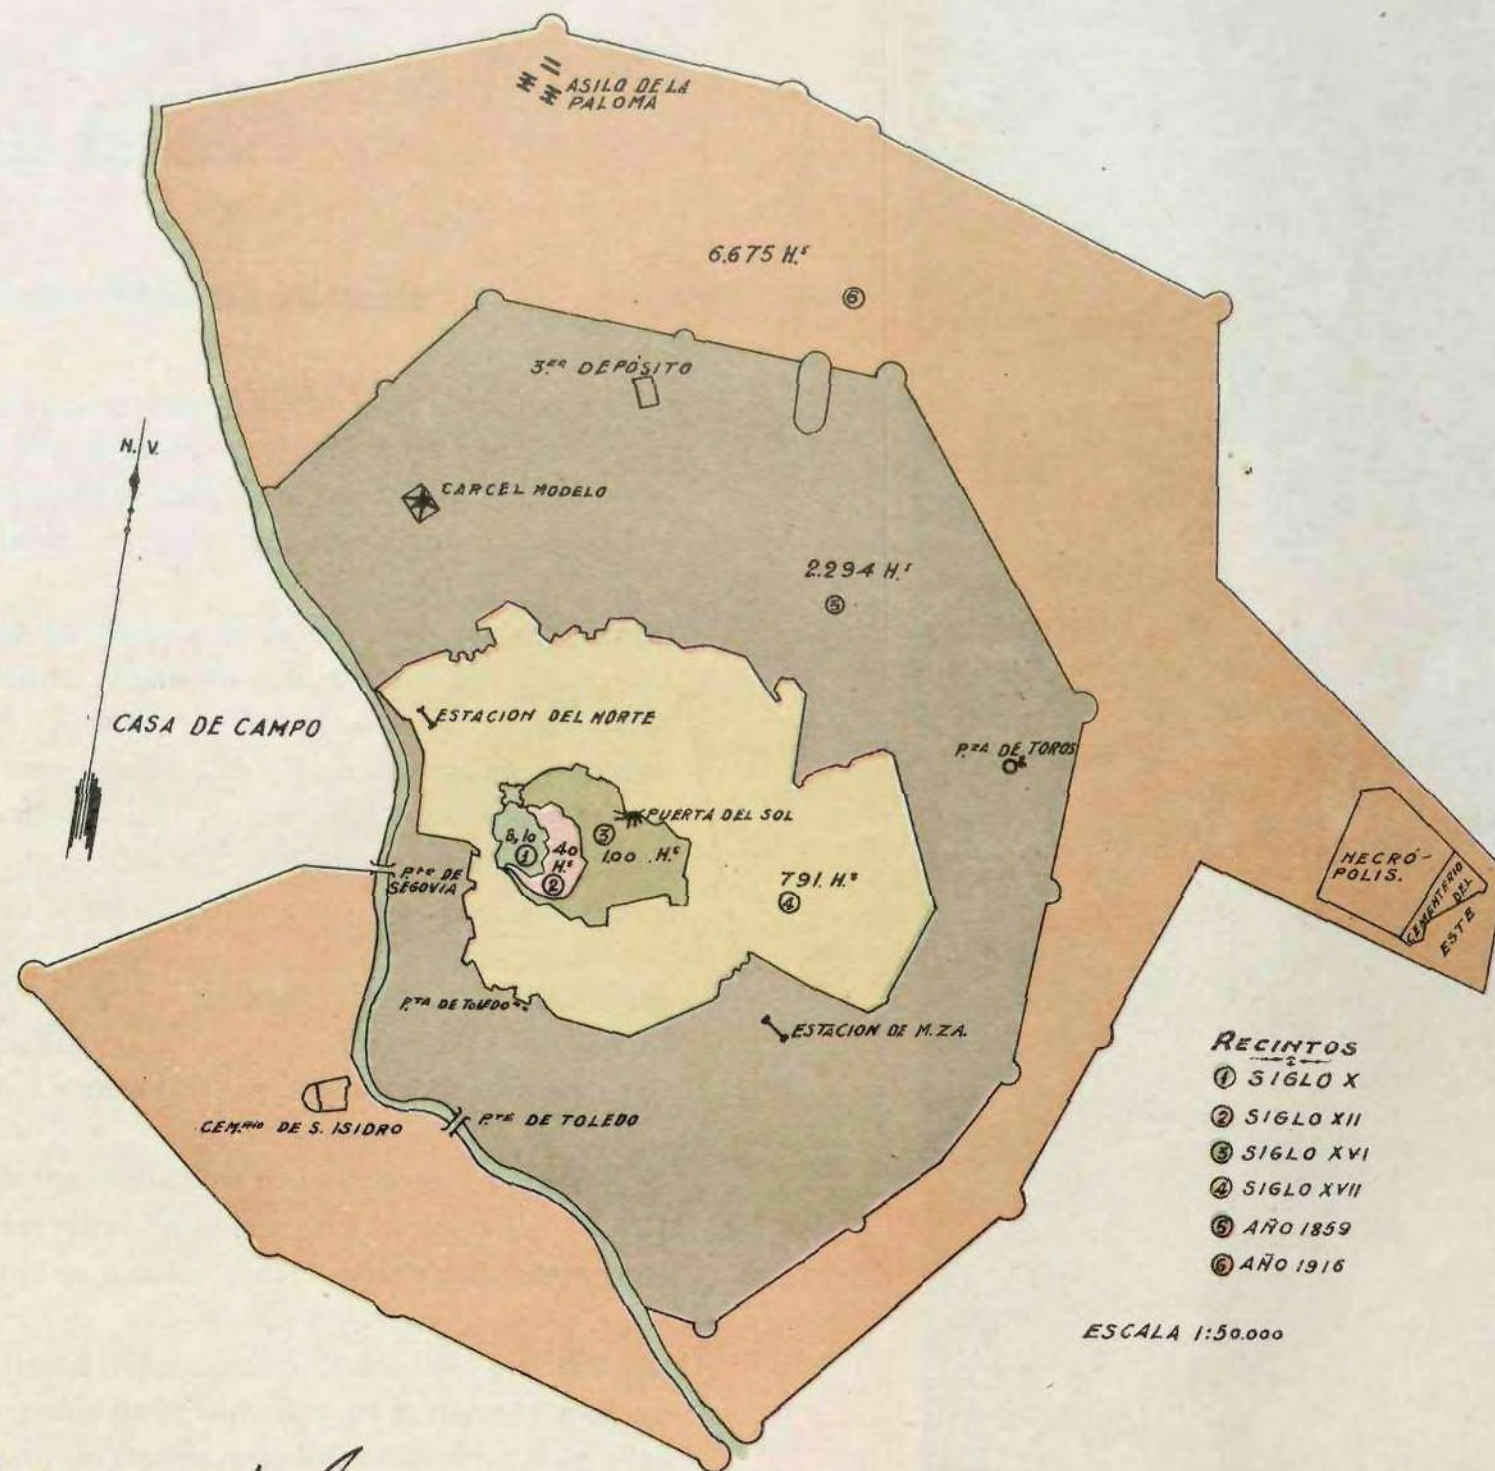 ASILO DE LA
PALOMA
6.675 H.ˢ
⑥
3.ᵉᴿ DEPÓSITO
N. V.
CARCEL MODELO
2.294 H.ˢ
⑤
CASA DE CAMPO
ESTACION DEL NORTE
P.ᶻᴬ DE TOROS
PUERTA DEL SOL
8,10
①
40
H.ˢ
②
③
100 H.ˢ
791 H.ˢ
④
P.ᵀᴱ DE
SEGOVIA
NECRÓ-
POLIS.
CEMENTERIO
DEL
ESTE
P.ᵀᴬ DE TOLEDO
ESTACION DE M.Z.A.
CEM.ᴿᴵᴼ DE S. ISIDRO
P.ᵀᴱ DE TOLEDO
RECINTOS
① SIGLO X
② SIGLO XII
③ SIGLO XVI
④ SIGLO XVII
⑤ AÑO 1859
⑥ AÑO 1916
ESCALA 1:50.000